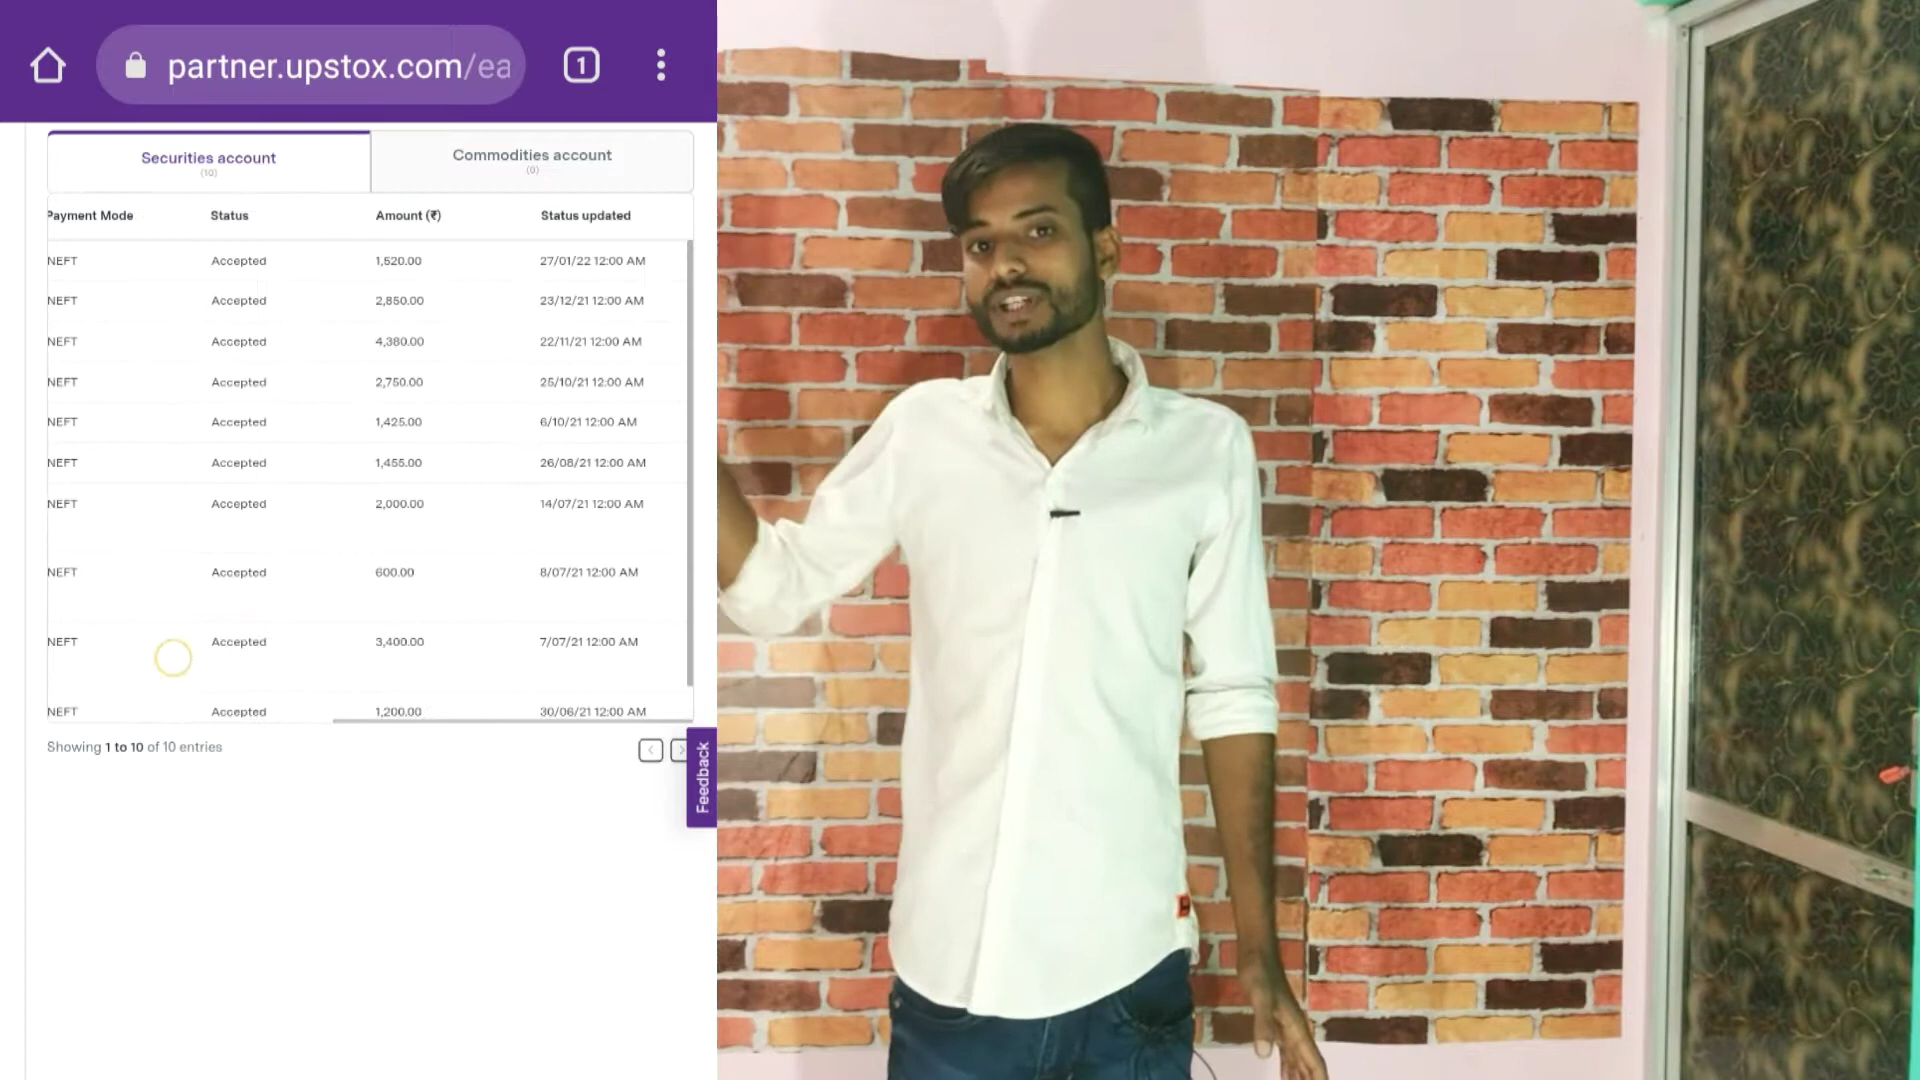 partner.upstox.com/ea
1
Securities account
(10)
Commodities account
(0)
Payment Mode Status Amount (₹) Status updated
NEFT Accepted 1,520.00 27/01/22 12:00 AM
NEFT Accepted 2,850.00 23/12/21 12:00 AM
NEFT Accepted 4,380.00 22/11/21 12:00 AM
NEFT Accepted 2,750.00 25/10/21 12:00 AM
NEFT Accepted 1,425.00 6/10/21 12:00 AM
NEFT Accepted 1,455.00 26/08/21 12:00 AM
NEFT Accepted 2,000.00 14/07/21 12:00 AM
NEFT Accepted 600.00 8/07/21 12:00 AM
NEFT Accepted 3,400.00 7/07/21 12:00 AM
NEFT Accepted 1,200.00 30/06/21 12:00 AM
Showing 1 to 10 of 10 entries
Feedback